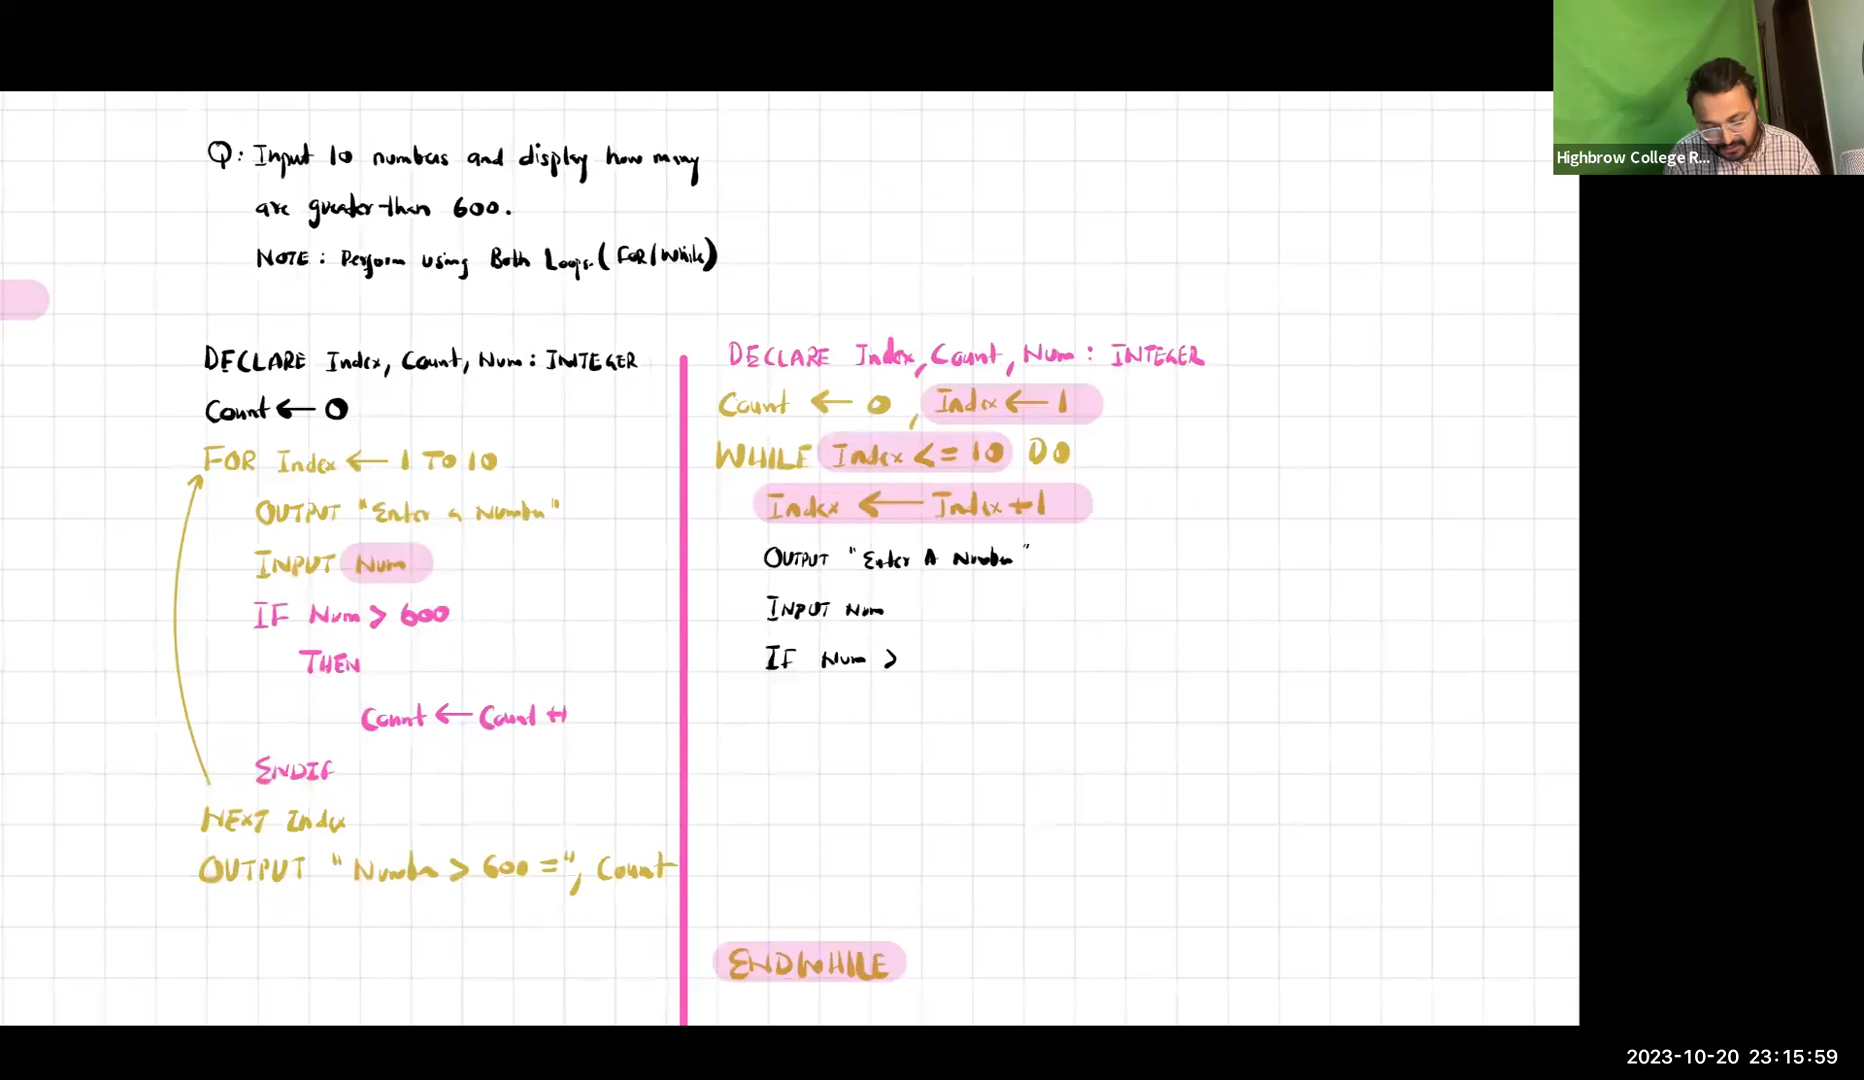 Q: Input 10 numbers and display how many
are greater than 600.
NOTE: Perform using Both Loops. (FOR/While)
DECLARE Index, Count, Num: INTEGER
Count ← 0
FOR Index ← 1 TO 10
OUTPUT "Enter a Number"
INPUT Num
IF Num > 600
THEN
Count ← Count +1
ENDIF
NEXT Index
OUTPUT "Number > 600 =", Count
DECLARE Index, Count, Num: INTEGER
Count ← 0, Index ← 1
WHILE Index <= 10 DO
Index ← Index +1
OUTPUT "Enter A Number"
INPUT Num
IF Num >
ENDWHILE
Highbrow College R...
2023-10-20 23:15:59